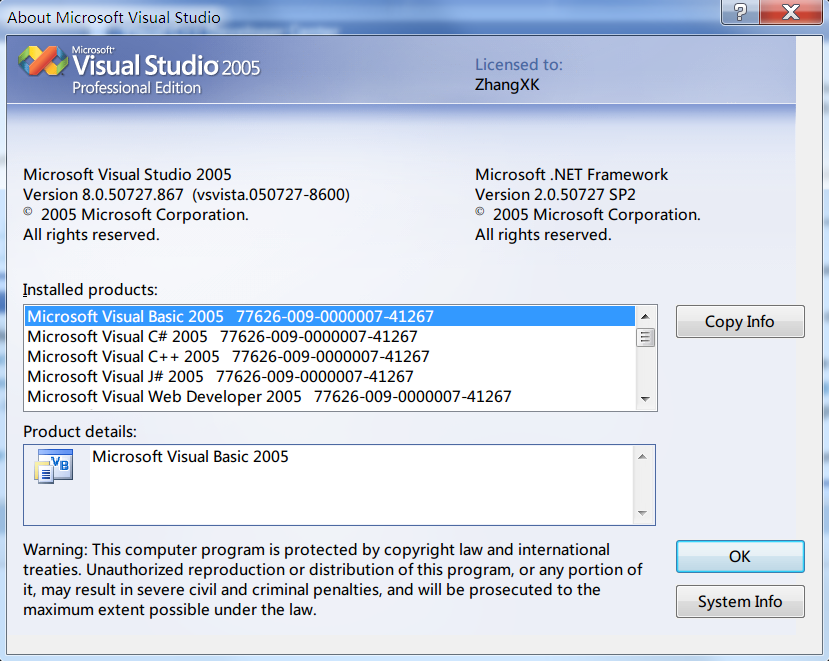 About Microsoft Visual Studio
?
Microsoft®
Visual Studio 2005
Professional Edition
Licensed to:
ZhangXK
Microsoft Visual Studio 2005
Version 8.0.50727.867 (vsvista.050727-8600)
© 2005 Microsoft Corporation.
All rights reserved.
Microsoft .NET Framework
Version 2.0.50727 SP2
© 2005 Microsoft Corporation.
All rights reserved.
Installed products:
Microsoft Visual Basic 2005 77626-009-0000007-41267
Microsoft Visual C# 2005 77626-009-0000007-41267
Microsoft Visual C++ 2005 77626-009-0000007-41267
Microsoft Visual J# 2005 77626-009-0000007-41267
Microsoft Visual Web Developer 2005 77626-009-0000007-41267
Copy Info
Product details:
VB
Microsoft Visual Basic 2005
Warning: This computer program is protected by copyright law and international
treaties. Unauthorized reproduction or distribution of this program, or any portion of
it, may result in severe civil and criminal penalties, and will be prosecuted to the
maximum extent possible under the law.
OK
System Info